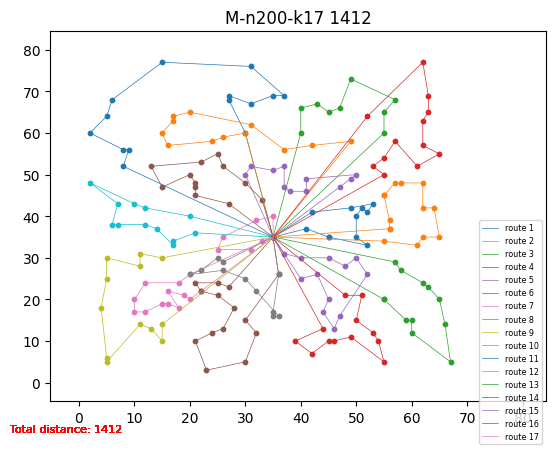 M-n200-k17 1412
80
70
60
50
40
30
20
10
0
0
10
20
30
40
50
60
70
80
route 1
route 2
route 3
route 4
route 5
route 6
route 7
route 8
route 9
route 10
route 11
route 12
route 13
route 14
route 15
route 16
route 17
Total distance: 1412